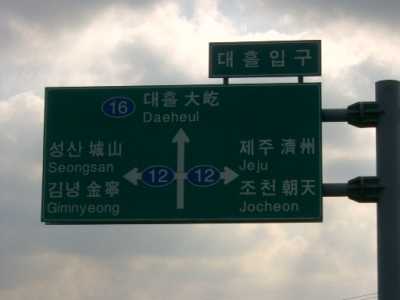 대흘입구
16 대흘 大屹
Daeheul
성산 城山
Seongsan
김녕 金寧
Gimnyeong
12 12
제주 濟州
Jeju
조천 朝天
Jocheon